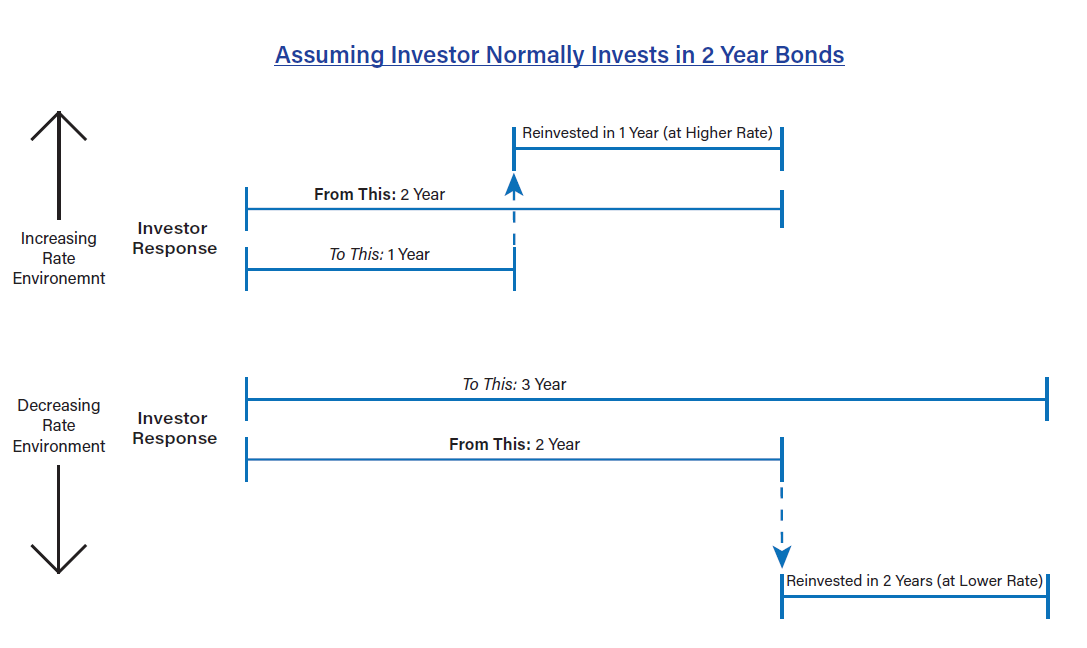 Assuming Investor Normally Invests in 2 Year Bonds
Reinvested in 1 Year (at Higher Rate)
From This: 2 Year
Increasing
Rate
Environemnt
Investor
Response
To This: 1 Year
To This: 3 Year
Decreasing
Rate
Environment
Investor
Response
From This: 2 Year
Reinvested in 2 Years (at Lower Rate)